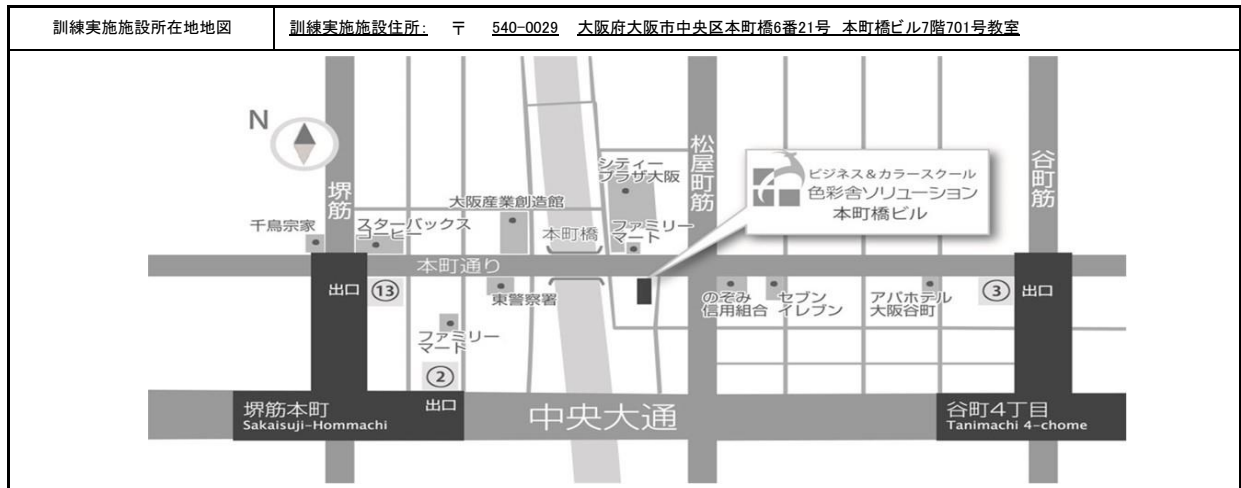 訓練実施施設所在地地図
訓練実施施設住所： 〒 540-0029 大阪府大阪市中央区本町橋6番21号 本町橋ビル7階701号教室
N
堺筋
松屋町筋
谷町筋
シティー
プラザ大阪
ビジネス&カラースクール
色彩舎ソリューション
本町橋ビル
大阪産業創造館
千鳥宗家
スターバックス
コーヒー
本町橋
ファミリー
マート
本町通り
出口 ⑬
東警察署
のぞみ
信用組合
セブン
イレブン
アパホテル
大阪谷町
③ 出口
ファミリー
マート
②
出口
堺筋本町
Sakaisuji-Hommachi
中央大通
谷町4丁目
Tanimachi 4-chome